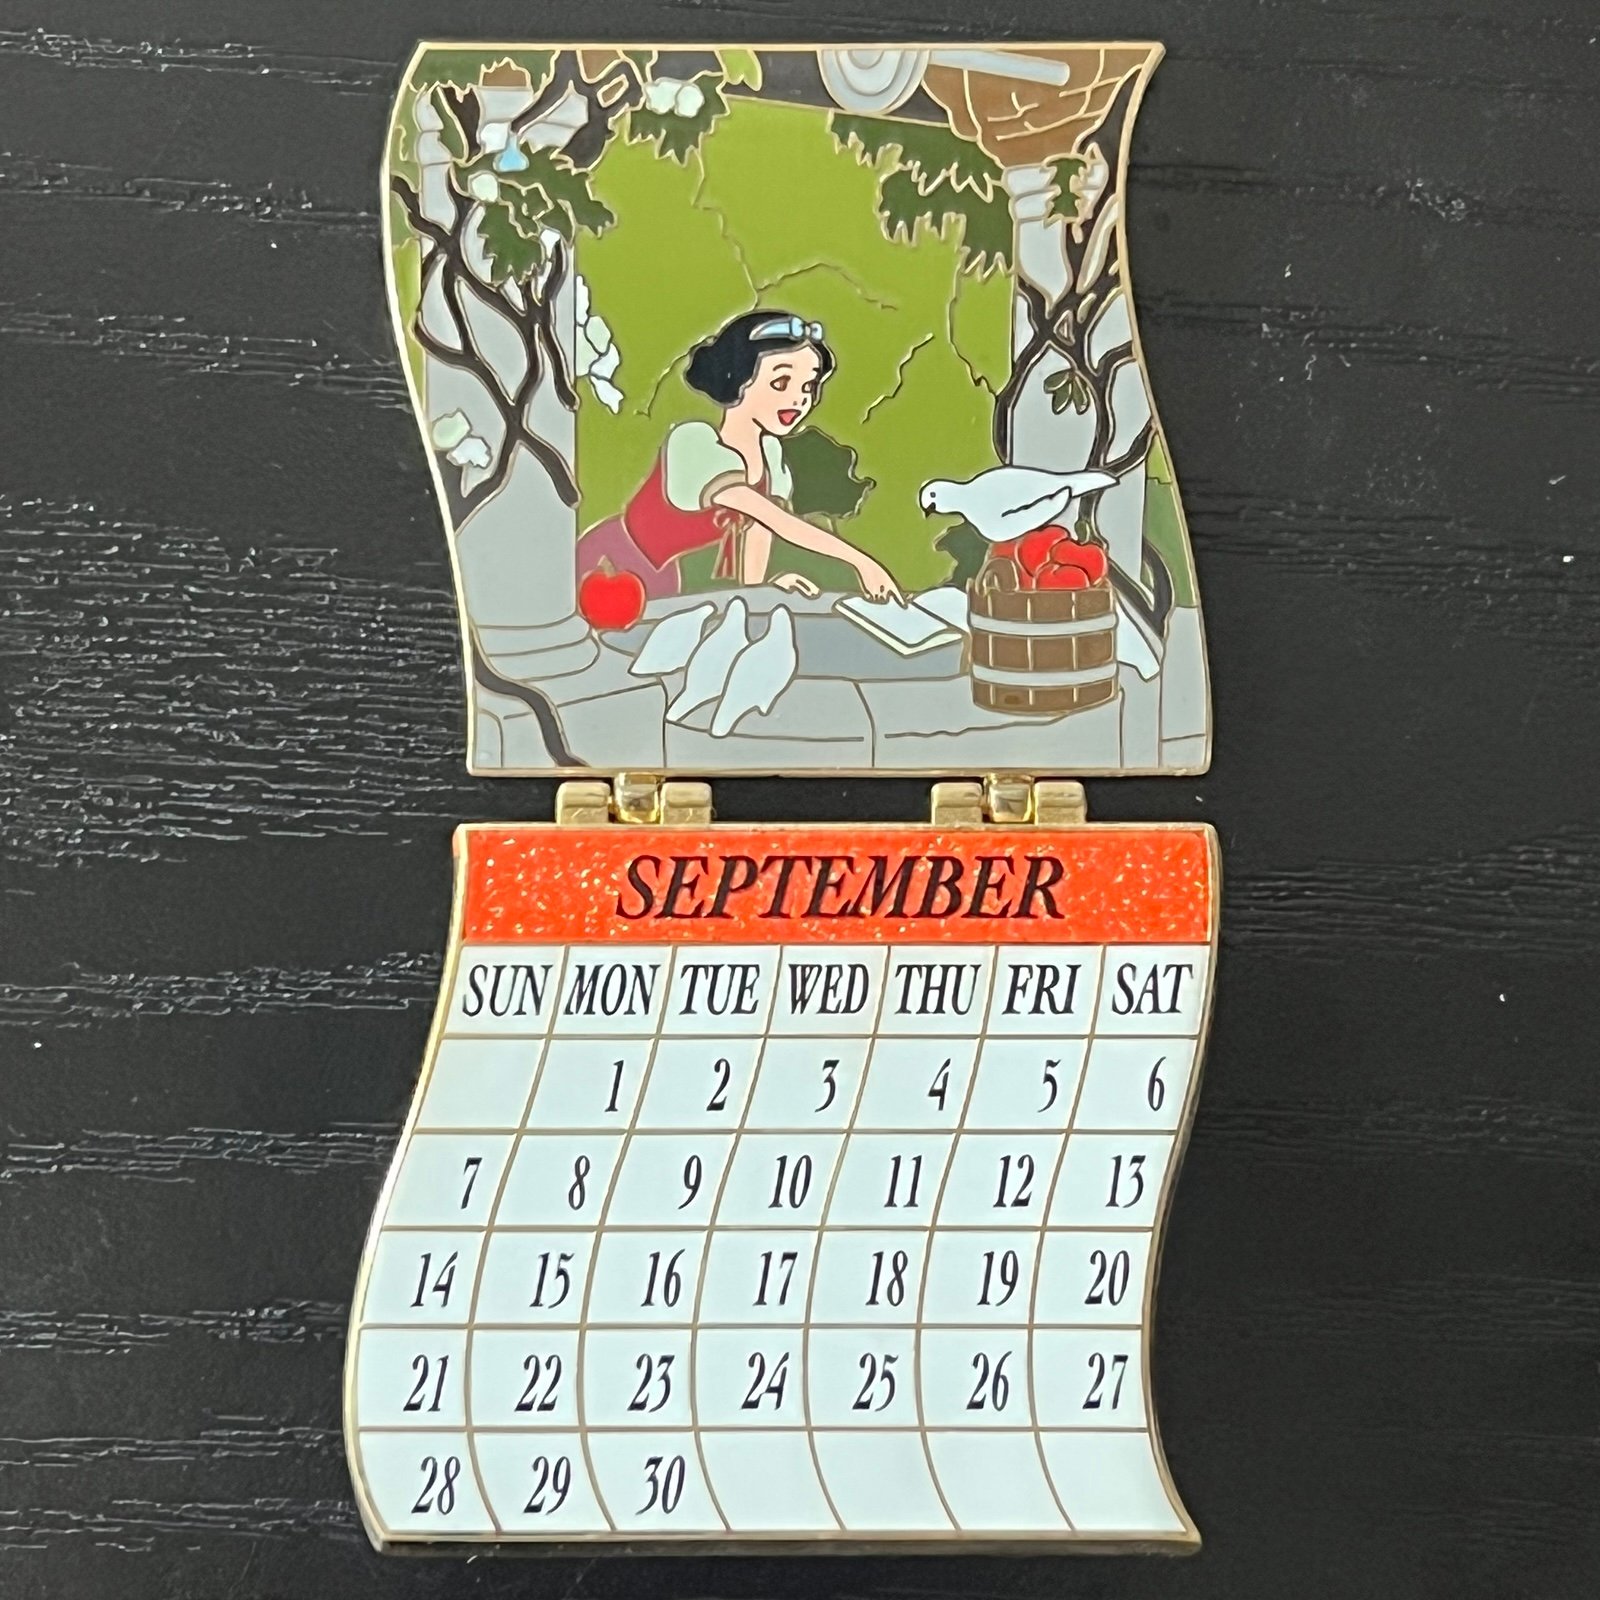 SEPTEMBER
SUN MON TUE WED THU FRI SAT
1 2 3 4 5 6
7 8 9 10 11 12 13
14 15 16 17 18 19 20
21 22 23 24 25 26 27
28 29 30